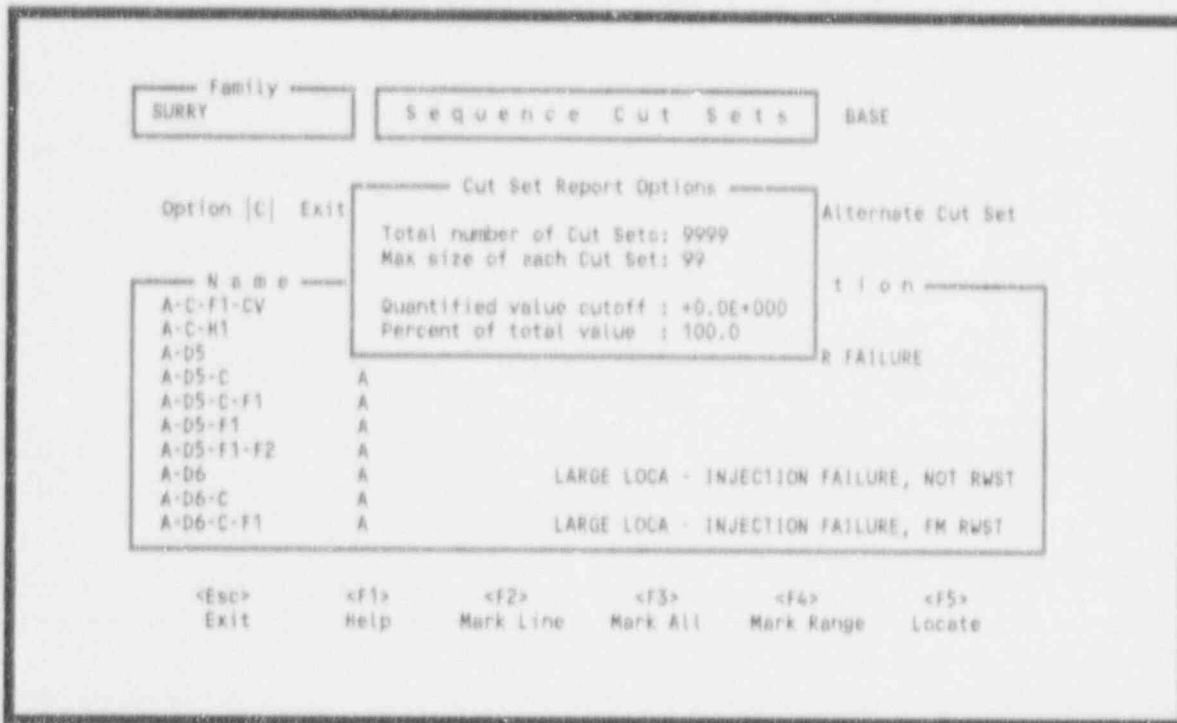 Family
SURRY
Sequence Cut Sets
BASE
Cut Set Report Options
Option |C| Exit
Alternate Cut Set
Total number of Cut Sets: 9999
Max size of each Cut Set: 99
Quantified value cutoff : +0.0E+000
Percent of total value : 100.0
Name
tion
A-C-F1-CV
A-C-H1
A-D5
R FAILURE
A-D5-C A
A-D5-C-F1 A
A-D5-F1 A
A-D5-F1-F2 A
A-D6 A LARGE LOCA - INJECTION FAILURE, NOT RWST
A-D6-C A
A-D6-C-F1 A LARGE LOCA - INJECTION FAILURE, FM RWST
<Esc> <F1> <F2> <F3> <F4> <F5>
Exit Help Mark Line Mark All Mark Range Locate